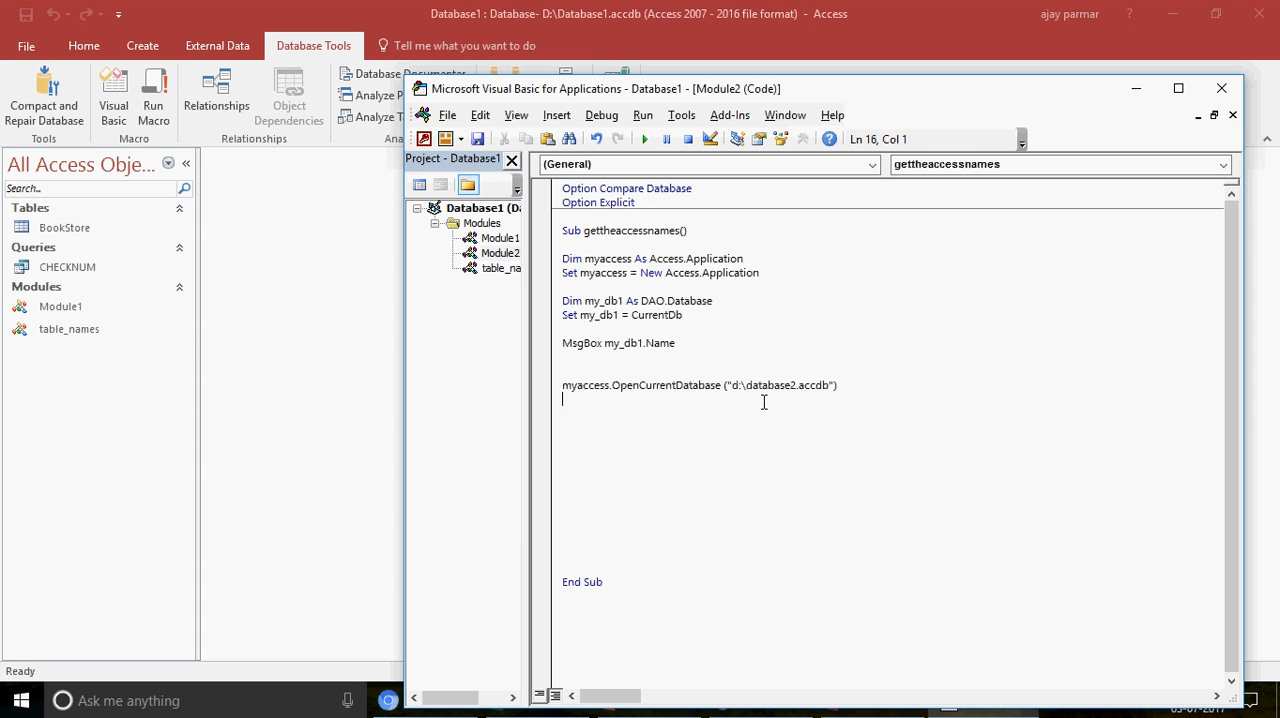 Database1 : Database- D:\Database1.accdb (Access 2007 - 2016 file format) - Access
ajay parmar
?
File Home Create External Data Database Tools Tell me what you want to do
Compact and
Repair Database
Tools
Visual
Basic
Run
Macro
Macro
Relationships
Object
Dependencies
Relationships
Database Documenter
Analyze P
Analyze T
Ana
All Access Obje...
Search...
Tables
BookStore
Queries
CHECKNUM
Modules
Module1
table_names
Ready
Microsoft Visual Basic for Applications - Database1 - [Module2 (Code)]
File Edit View Insert Debug Run Tools Add-Ins Window Help
Ln 16, Col 1
Project - Database1
Database1 (Da
Modules
Module1
Module2
table_na
(General)
gettheaccessnames
Option Compare Database
Option Explicit
Sub gettheaccessnames()
Dim myaccess As Access.Application
Set myaccess = New Access.Application
Dim my_db1 As DAO.Database
Set my_db1 = CurrentDb
MsgBox my_db1.Name
myaccess.OpenCurrentDatabase ("d:\database2.accdb")
End Sub
Ask me anything